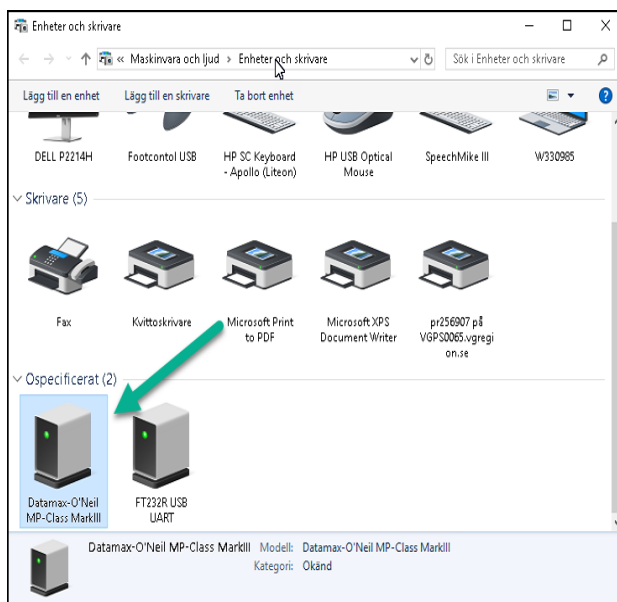 Enheter och skrivare
« Maskinvara och ljud › Enheter och skrivare
Sök i Enheter och skrivare
Lägg till en enhet Lägg till en skrivare Ta bort enhet
DELL P2214H
Footcontol USB
HP SC Keyboard
- Apollo (Liteon)
HP USB Optical
Mouse
SpeechMike III
W330985
Skrivare (5)
Fax
Kvittoskrivare
Microsoft Print
to PDF
Microsoft XPS
Document Writer
pr256907 på
VGPS0065.vgregi
on.se
Ospecificerat (2)
Datamax-O'Neil
MP-Class MarkIII
FT232R USB
UART
Datamax-O'Neil MP-Class MarkIII Modell: Datamax-O'Neil MP-Class MarkIII
Kategori: Okänd